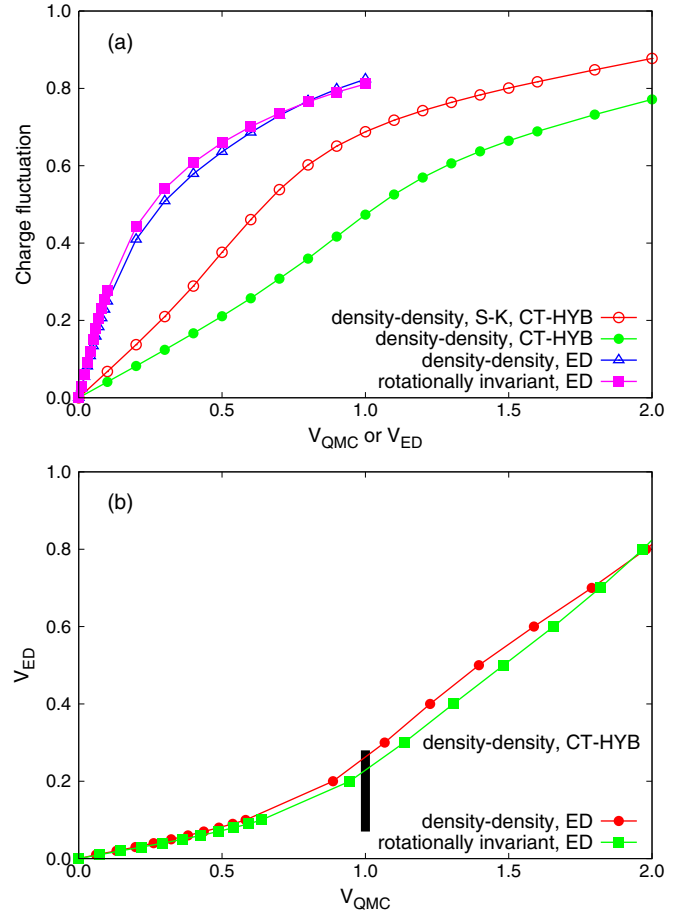 (a)
1.0
0.8
0.6
0.4
0.2
0.0
Charge fluctuation
density-density, S-K, CT-HYB
density-density, CT-HYB
density-density, ED
rotationally invariant, ED
0.0 0.5 1.0 1.5 2.0
V_QMC or V_ED
(b)
1.0
0.8
0.6
0.4
0.2
0.0
V_ED
density-density, CT-HYB
density-density, ED
rotationally invariant, ED
0.0 0.5 1.0 1.5 2.0
V_QMC